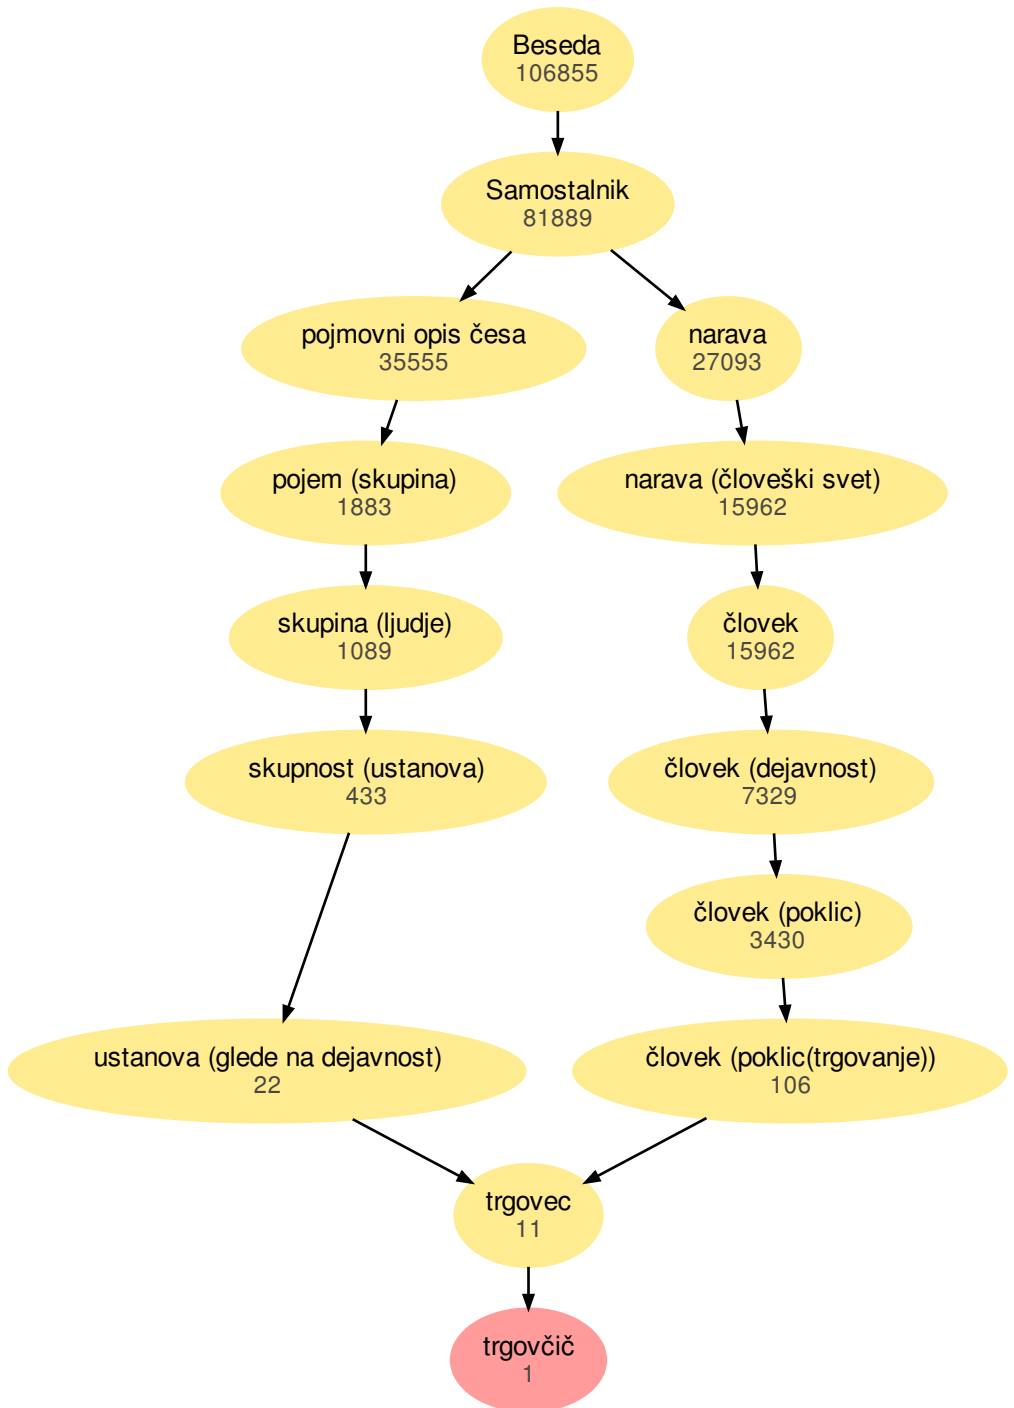 Beseda
106855
Samostalnik
81889
pojmovni opis česa
35555
narava
27093
pojem (skupina)
1883
narava (človeški svet)
15962
skupina (ljudje)
1089
človek
15962
skupnost (ustanova)
433
človek (dejavnost)
7329
človek (poklic)
3430
ustanova (glede na dejavnost)
22
človek (poklic(trgovanje))
106
trgovec
11
trgovčič
1